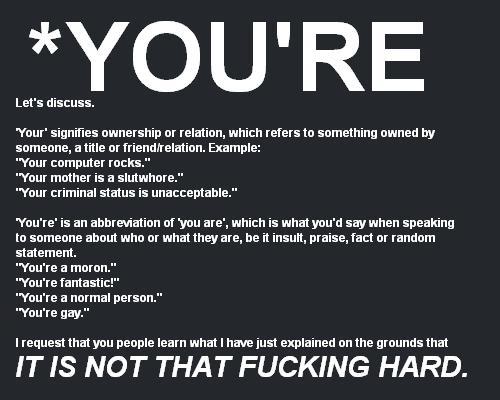 *YOU'RE
Let's discuss.
'Your' signifies ownership or relation, which refers to something owned by
someone, a title or friend/relation. Example:
"Your computer rocks."
"Your mother is a slutwhore."
"Your criminal status is unacceptable."
'You're' is an abbreviation of 'you are', which is what you'd say when speaking
to someone about who or what they are, be it insult, praise, fact or random
statement.
"You're a moron."
"You're fantastic!"
"You're a normal person."
"You're gay."
I request that you people learn what I have just explained on the grounds that
IT IS NOT THAT FUCKING HARD.